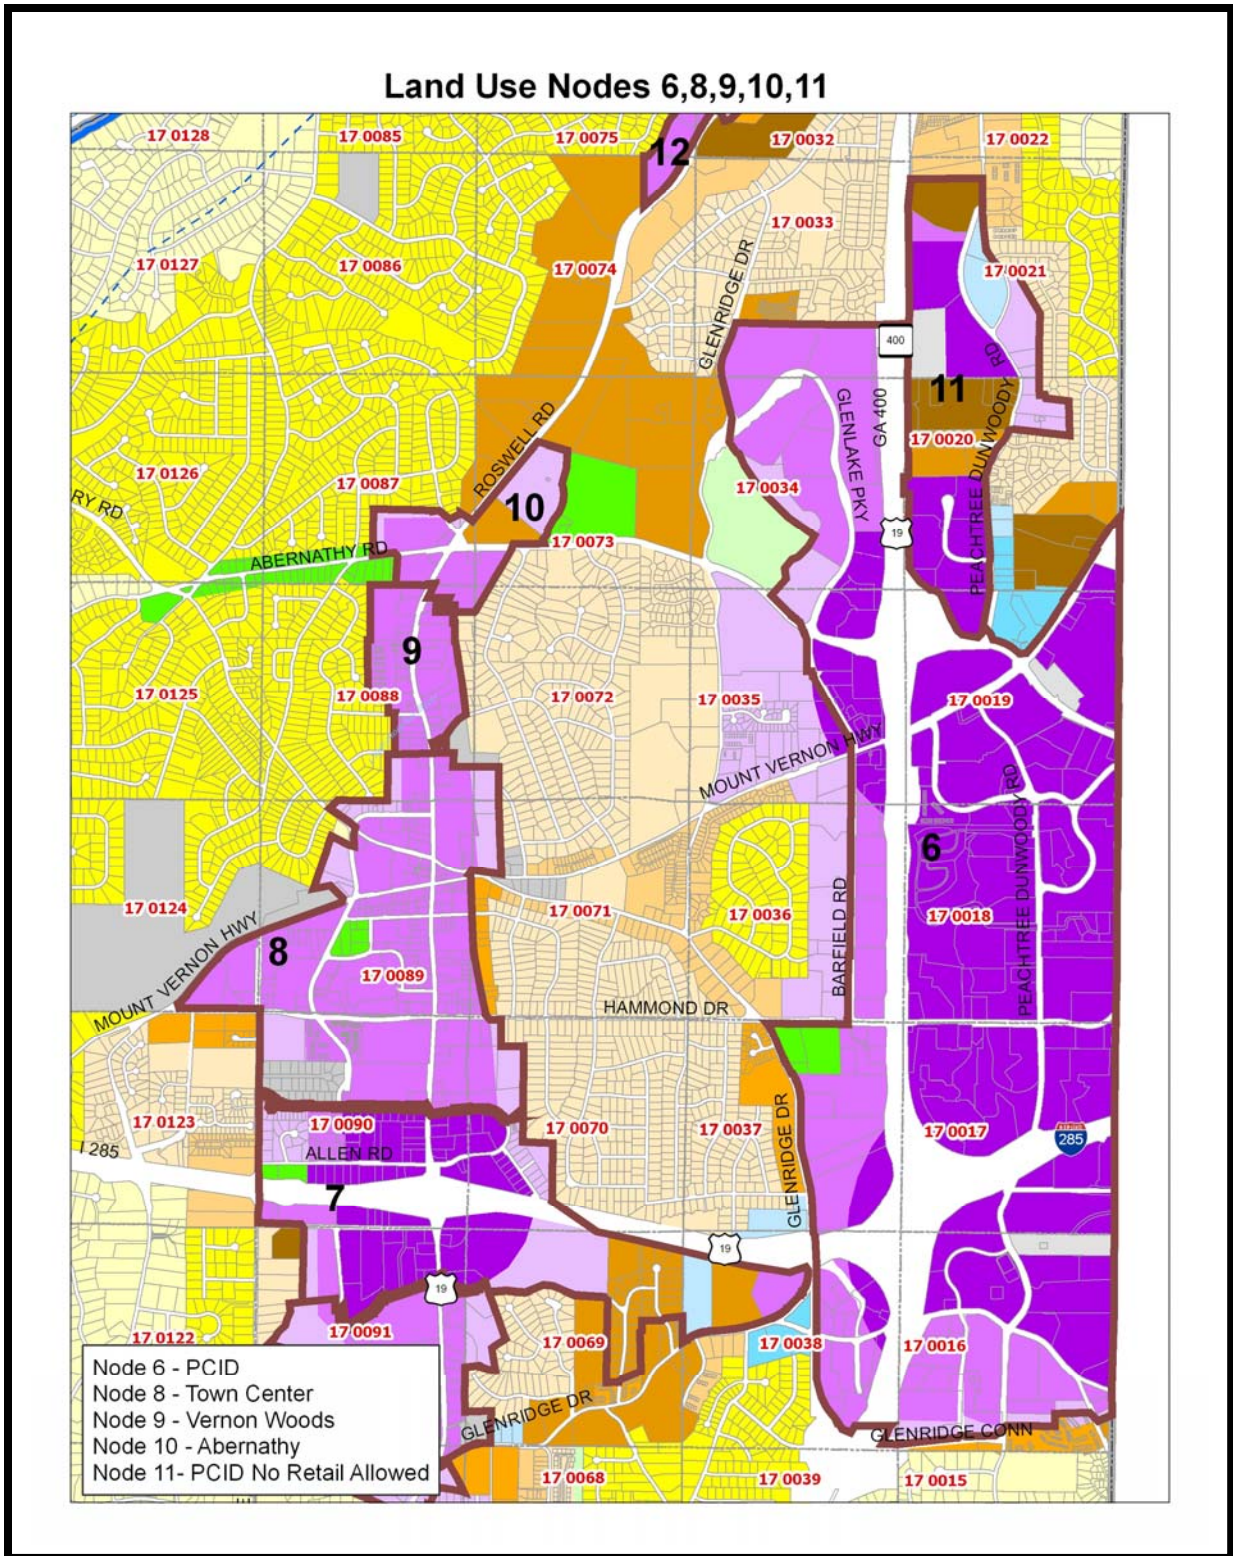 Land Use Nodes 6,8,9,10,11
17 0128
17 0085
17 0075
12
17 0032
17 0022
17 0033
17 0127
17 0086
17 0074
17 0021
GLENRIDGE DR
400
11
GLENLAKE PKY
GA 400
PEACHTREE DUNWOODY RD
17 0020
ROSWELL RD
17 0126
17 0087
17 0034
RY RD
10
19
17 0073
ABERNATHY RD
9
17 0125
17 0088
17 0072
17 0035
17 0019
MOUNT VERNON HWY
PEACHTREE DUNWOODY RD
6
17 0124
17 0071
17 0036
17 0018
BARFIELD RD
MOUNT VERNON HWY
8
17 0089
HAMMOND DR
17 0123
17 0090
17 0070
17 0037
17 0017
285
I 285
ALLEN RD
GLENRIDGE DR
7
19
19
17 0122
17 0091
17 0069
17 0038
17 0016
Node 6 - PCID
Node 8 - Town Center
Node 9 - Vernon Woods
Node 10 - Abernathy
Node 11- PCID No Retail Allowed
GLENRIDGE DR
GLENRIDGE CONN
17 0068
17 0039
17 0015